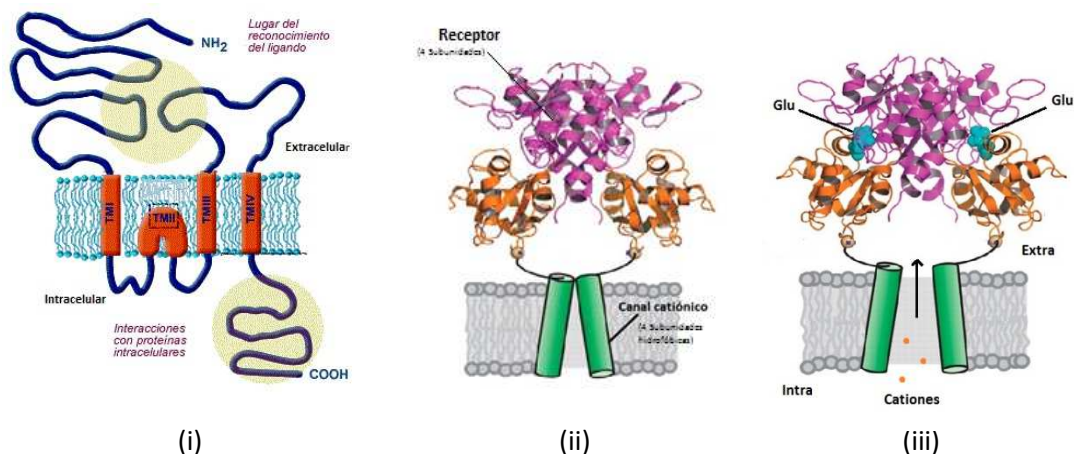 NH₂
Lugar del
reconocimiento
del ligando
Extracelular
TMI
TMII
TMIII
TMIV
Intracelular
Interacciones
con proteínas
intracelulares
COOH
(i)
Receptor
(4 Subunidades)
Canal catiónico
(4 Subunidades
hidrofóbicas)
(ii)
Glu
Glu
Extra
Intra
Cationes
(iii)